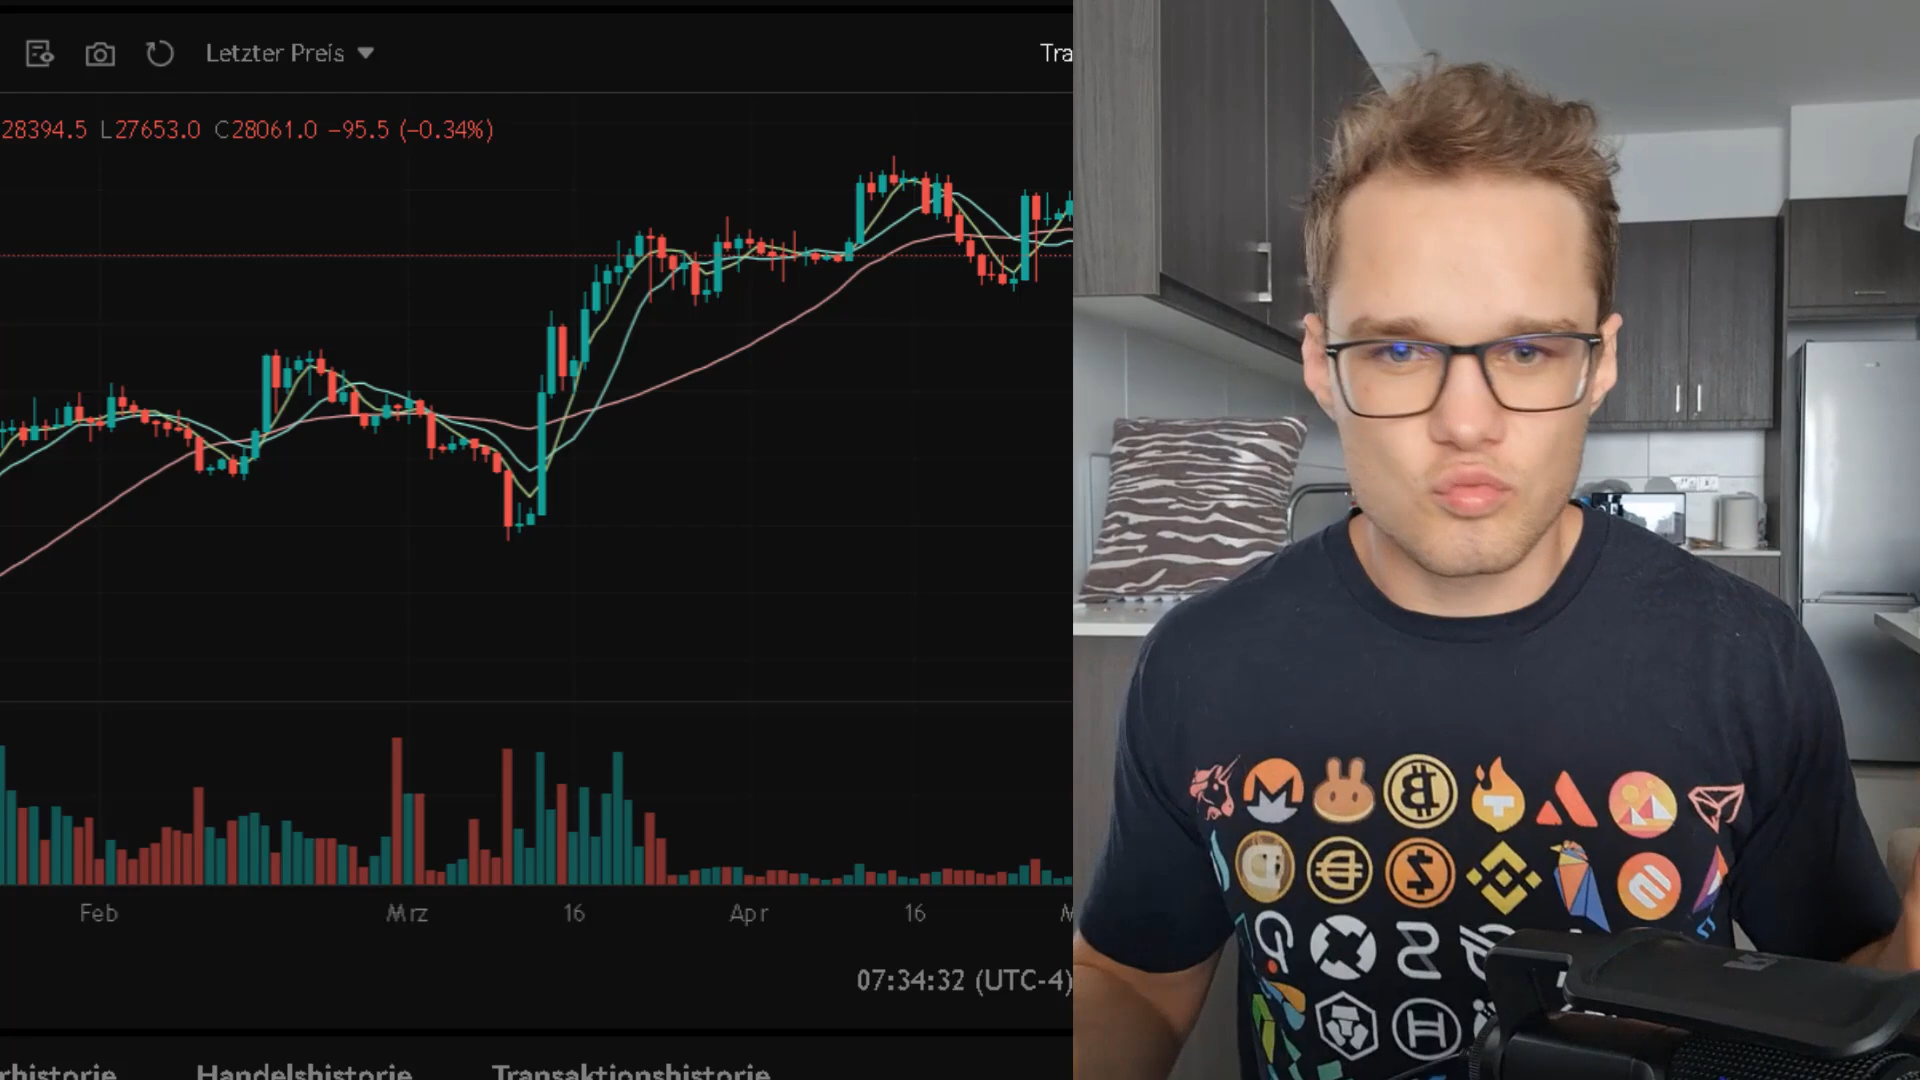 Letzter Preis
Tra
28394.5 L27653.0 C28061.0 −95.5 (−0.34%)
Feb Mrz 16 Apr 16 M
07:34:32 (UTC-4)
rhistorie Handelshistorie Transaktionshistorie